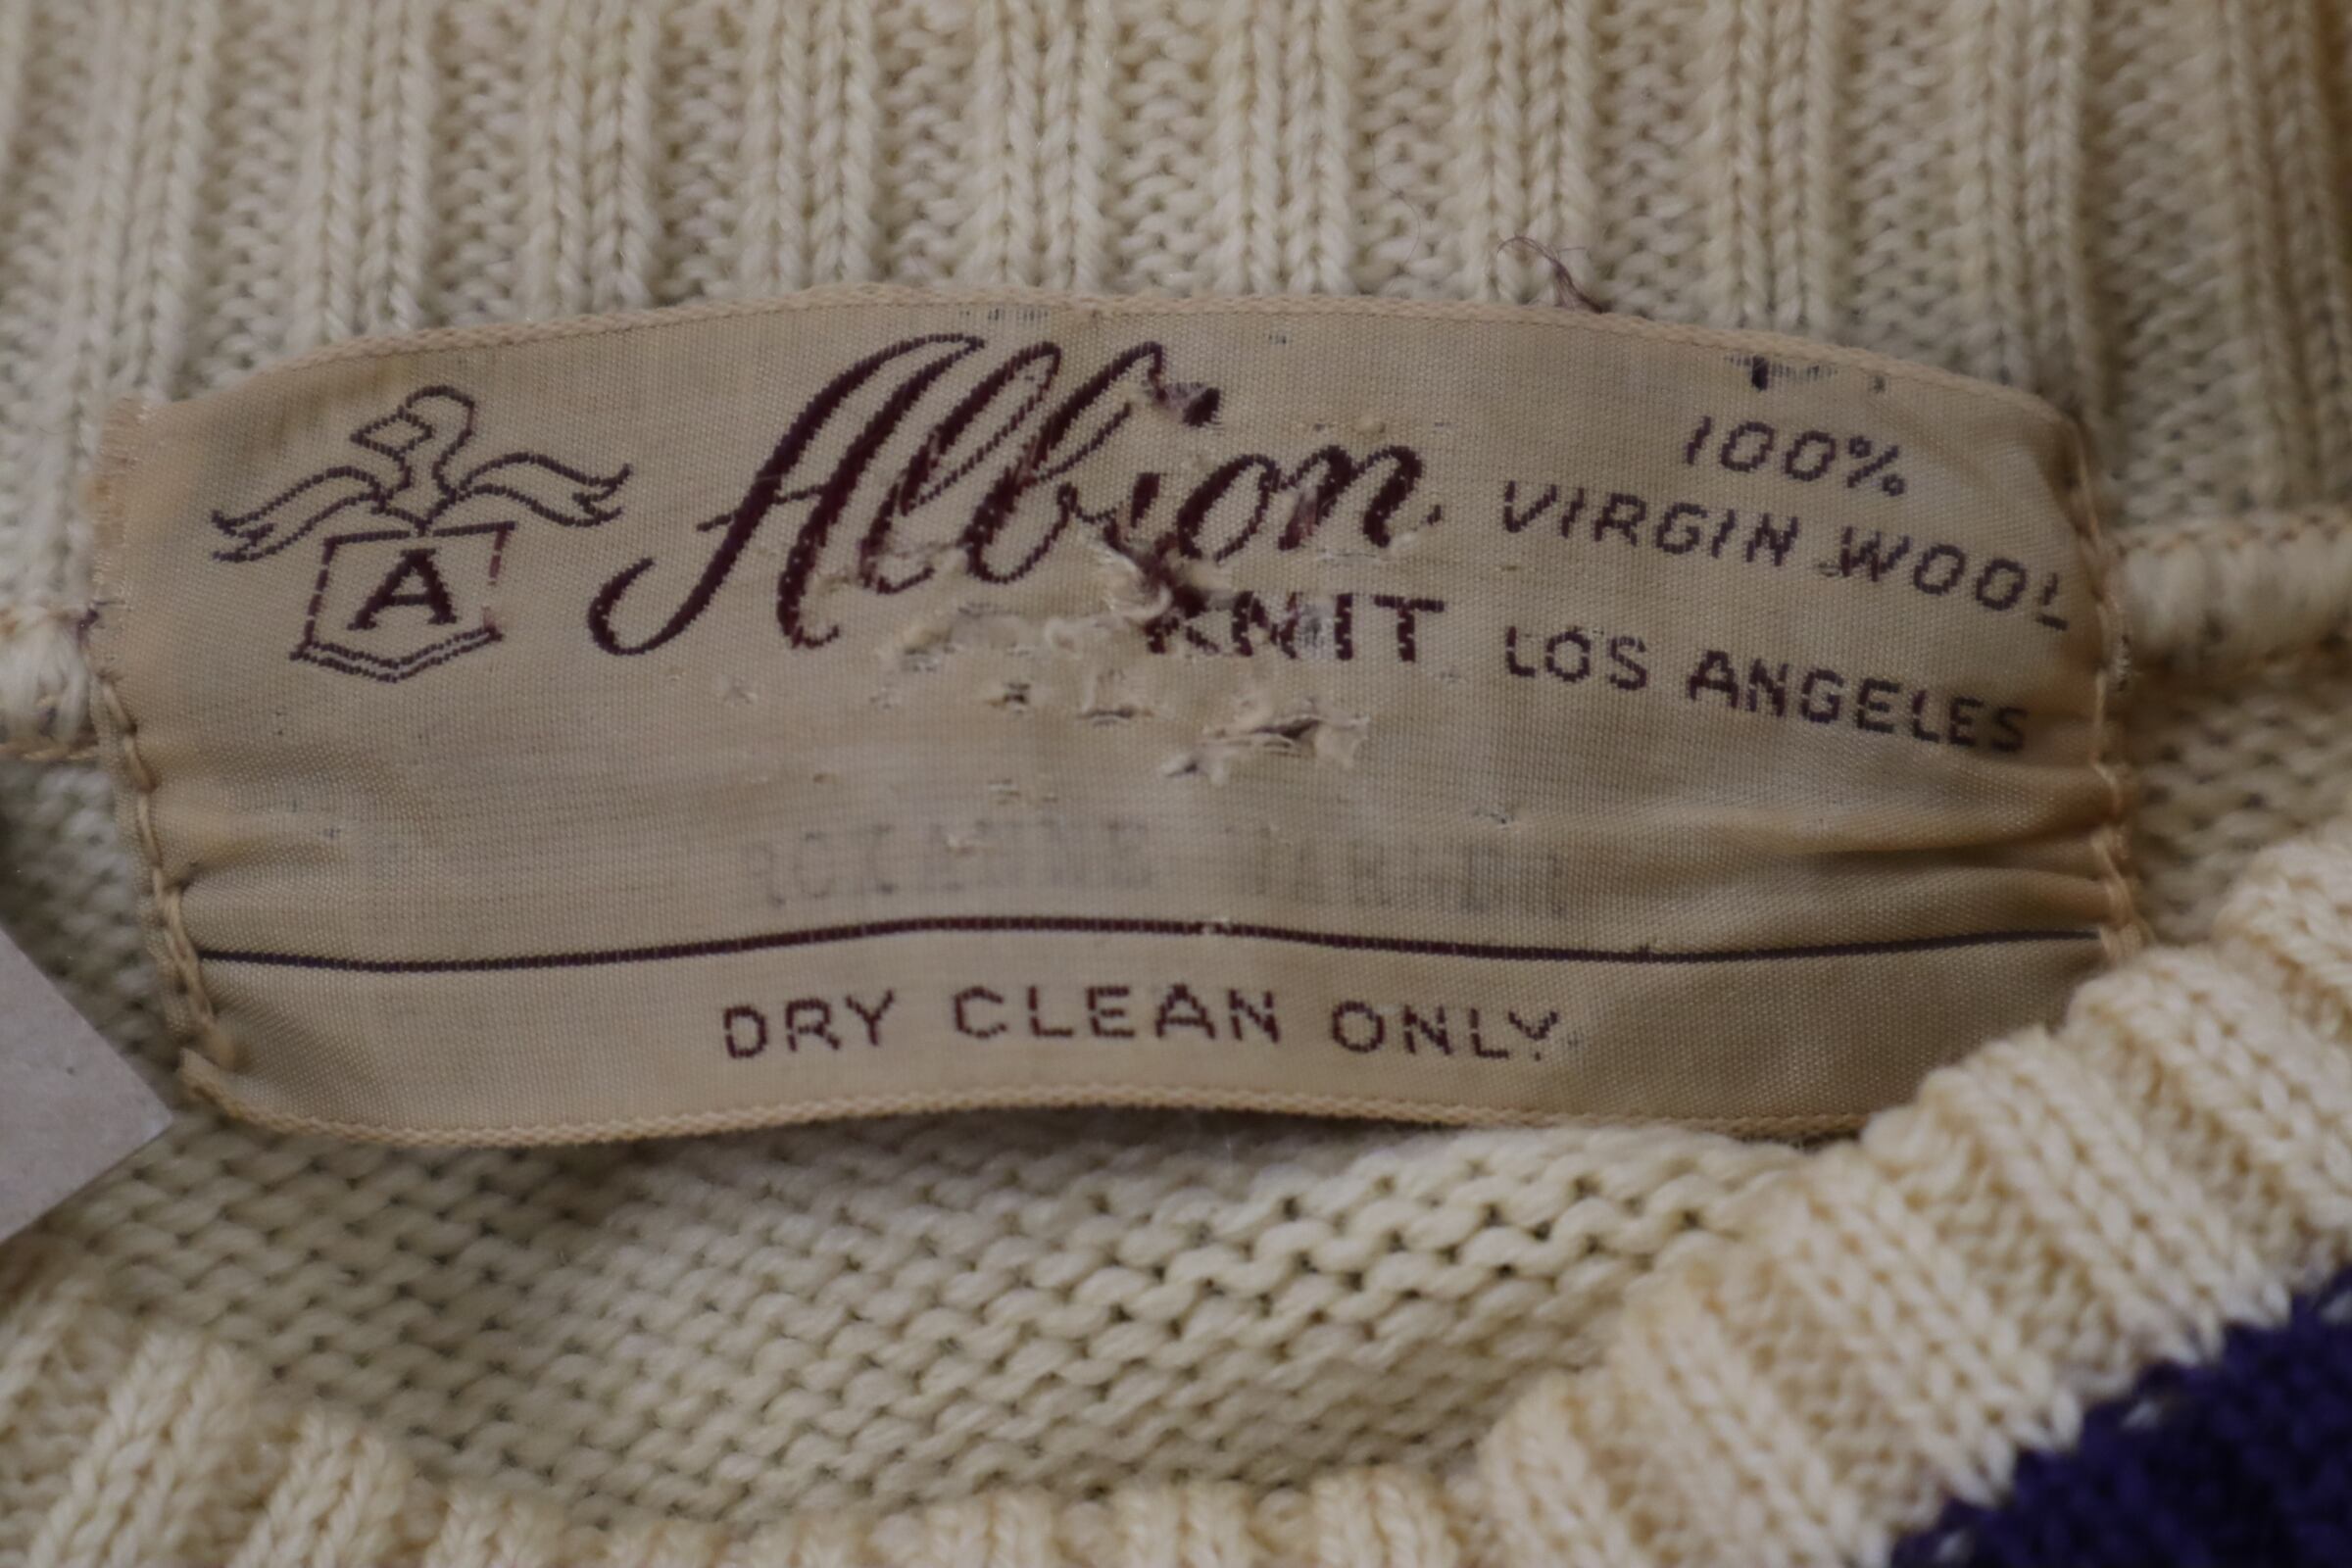 A
Albion
KNIT
100%
VIRGIN WOOL
LOS ANGELES
DRY CLEAN ONLY